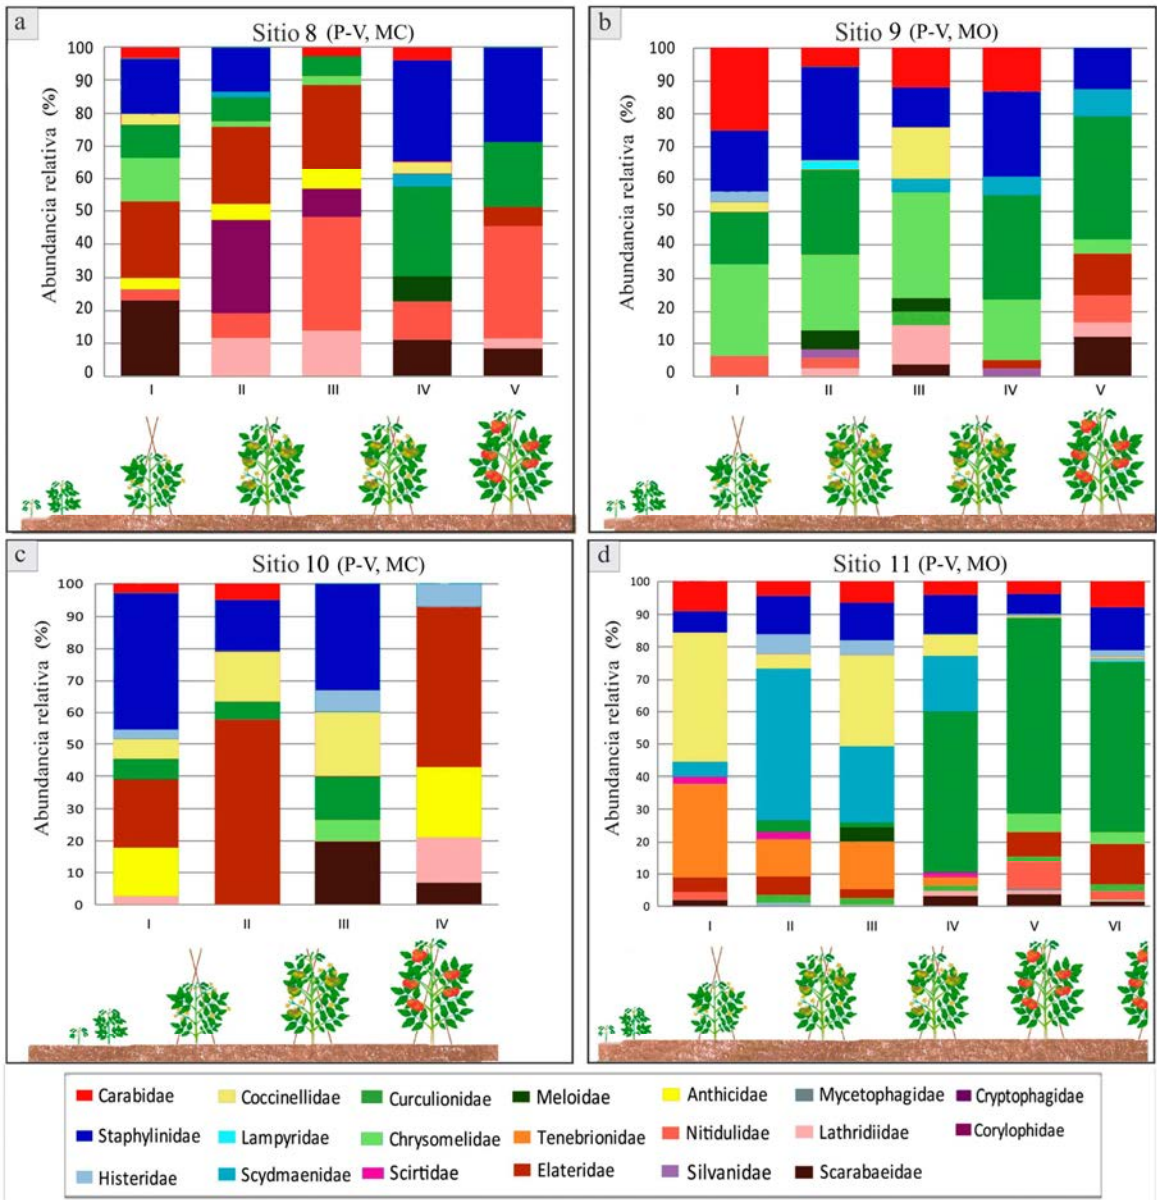 a
Sitio 8 (P-V, MC)
Abundancia relativa (%)
100
90
80
70
60
50
40
30
20
10
0
I II III IV V
b
Sitio 9 (P-V, MO)
Abundancia relativa (%)
100
90
80
70
60
50
40
30
20
10
0
I II III IV V
c
Sitio 10 (P-V, MC)
Abundancia relativa (%)
100
90
80
70
60
50
40
30
20
10
0
I II III IV
d
Sitio 11 (P-V, MO)
Abundancia relativa (%)
100
90
80
70
60
50
40
30
20
10
0
I II III IV V VI
Carabidae Coccinellidae Curculionidae Meloidae Anthicidae Mycetophagidae Cryptophagidae
Staphylinidae Lampyridae Chrysomelidae Tenebrionidae Nitidulidae Lathridiidae Corylophidae
Histeridae Scydmaenidae Scirtidae Elateridae Silvanidae Scarabaeidae